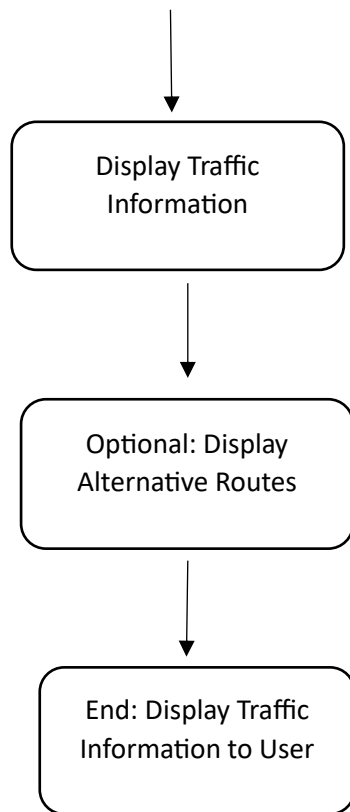 Display Traffic
Information
Optional: Display
Alternative Routes
End: Display Traffic
Information to User